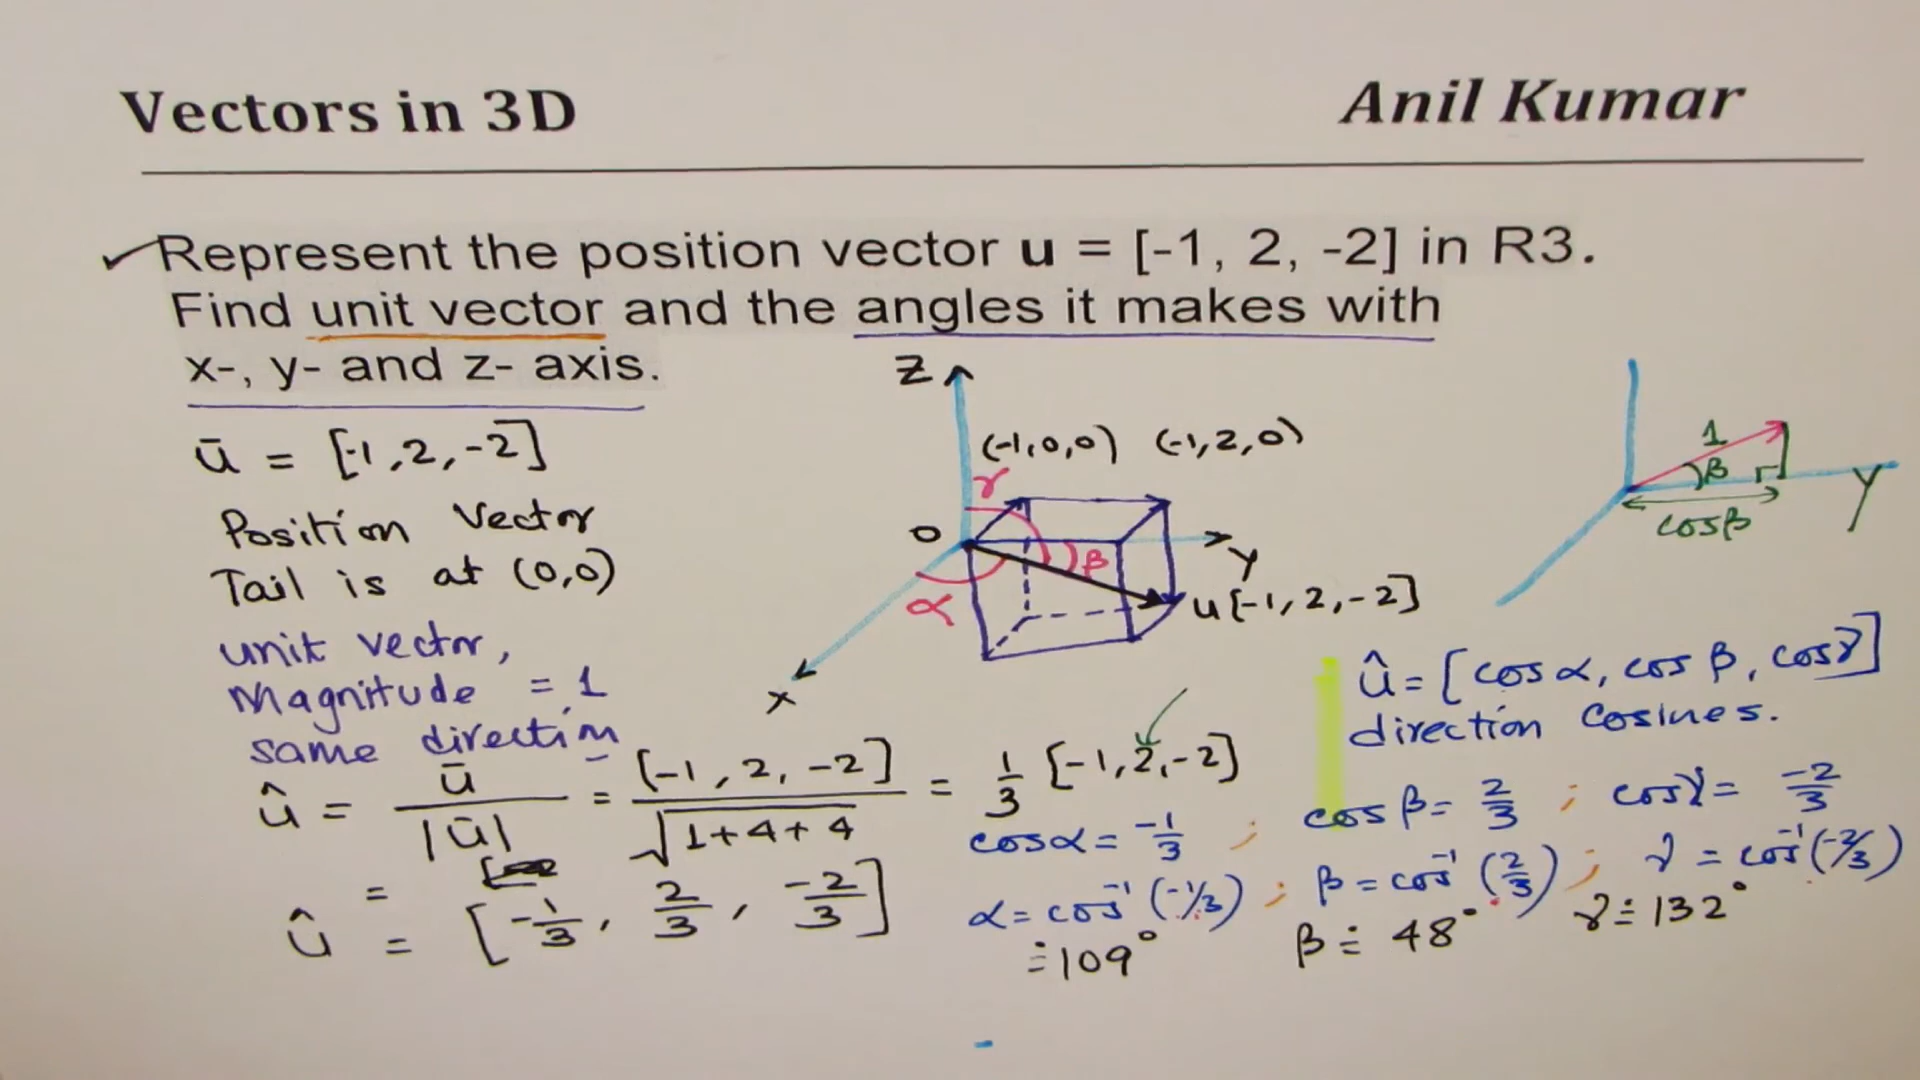 Vectors in 3D
Anil Kumar
Represent the position vector u = [-1, 2, -2] in R3.
Find unit vector and the angles it makes with
x-, y- and z- axis.
ū = [-1, 2, -2]
Position Vector
Tail is at (0,0)
unit vector,
Magnitude = 1
same direction
û = ū / |ū| = [-1, 2, -2] / √(1+4+4) = 1/3 [-1, 2, -2]
=
û = [-1/3, 2/3, -2/3]
Z
(-1,0,0) (-1,2,0)
γ
O
β
Y
α
u[-1, 2, -2]
X
1
β
Y
cosβ
û = [cos α, cos β, cos γ]
direction cosines.
cosα = -1/3 ; cos β = 2/3 ; cosγ = -2/3
α = cos⁻¹(-1/3) ; β = cos⁻¹(2/3) ; γ = cos⁻¹(-2/3)
≐ 109° β ≐ 48° γ ≐ 132°